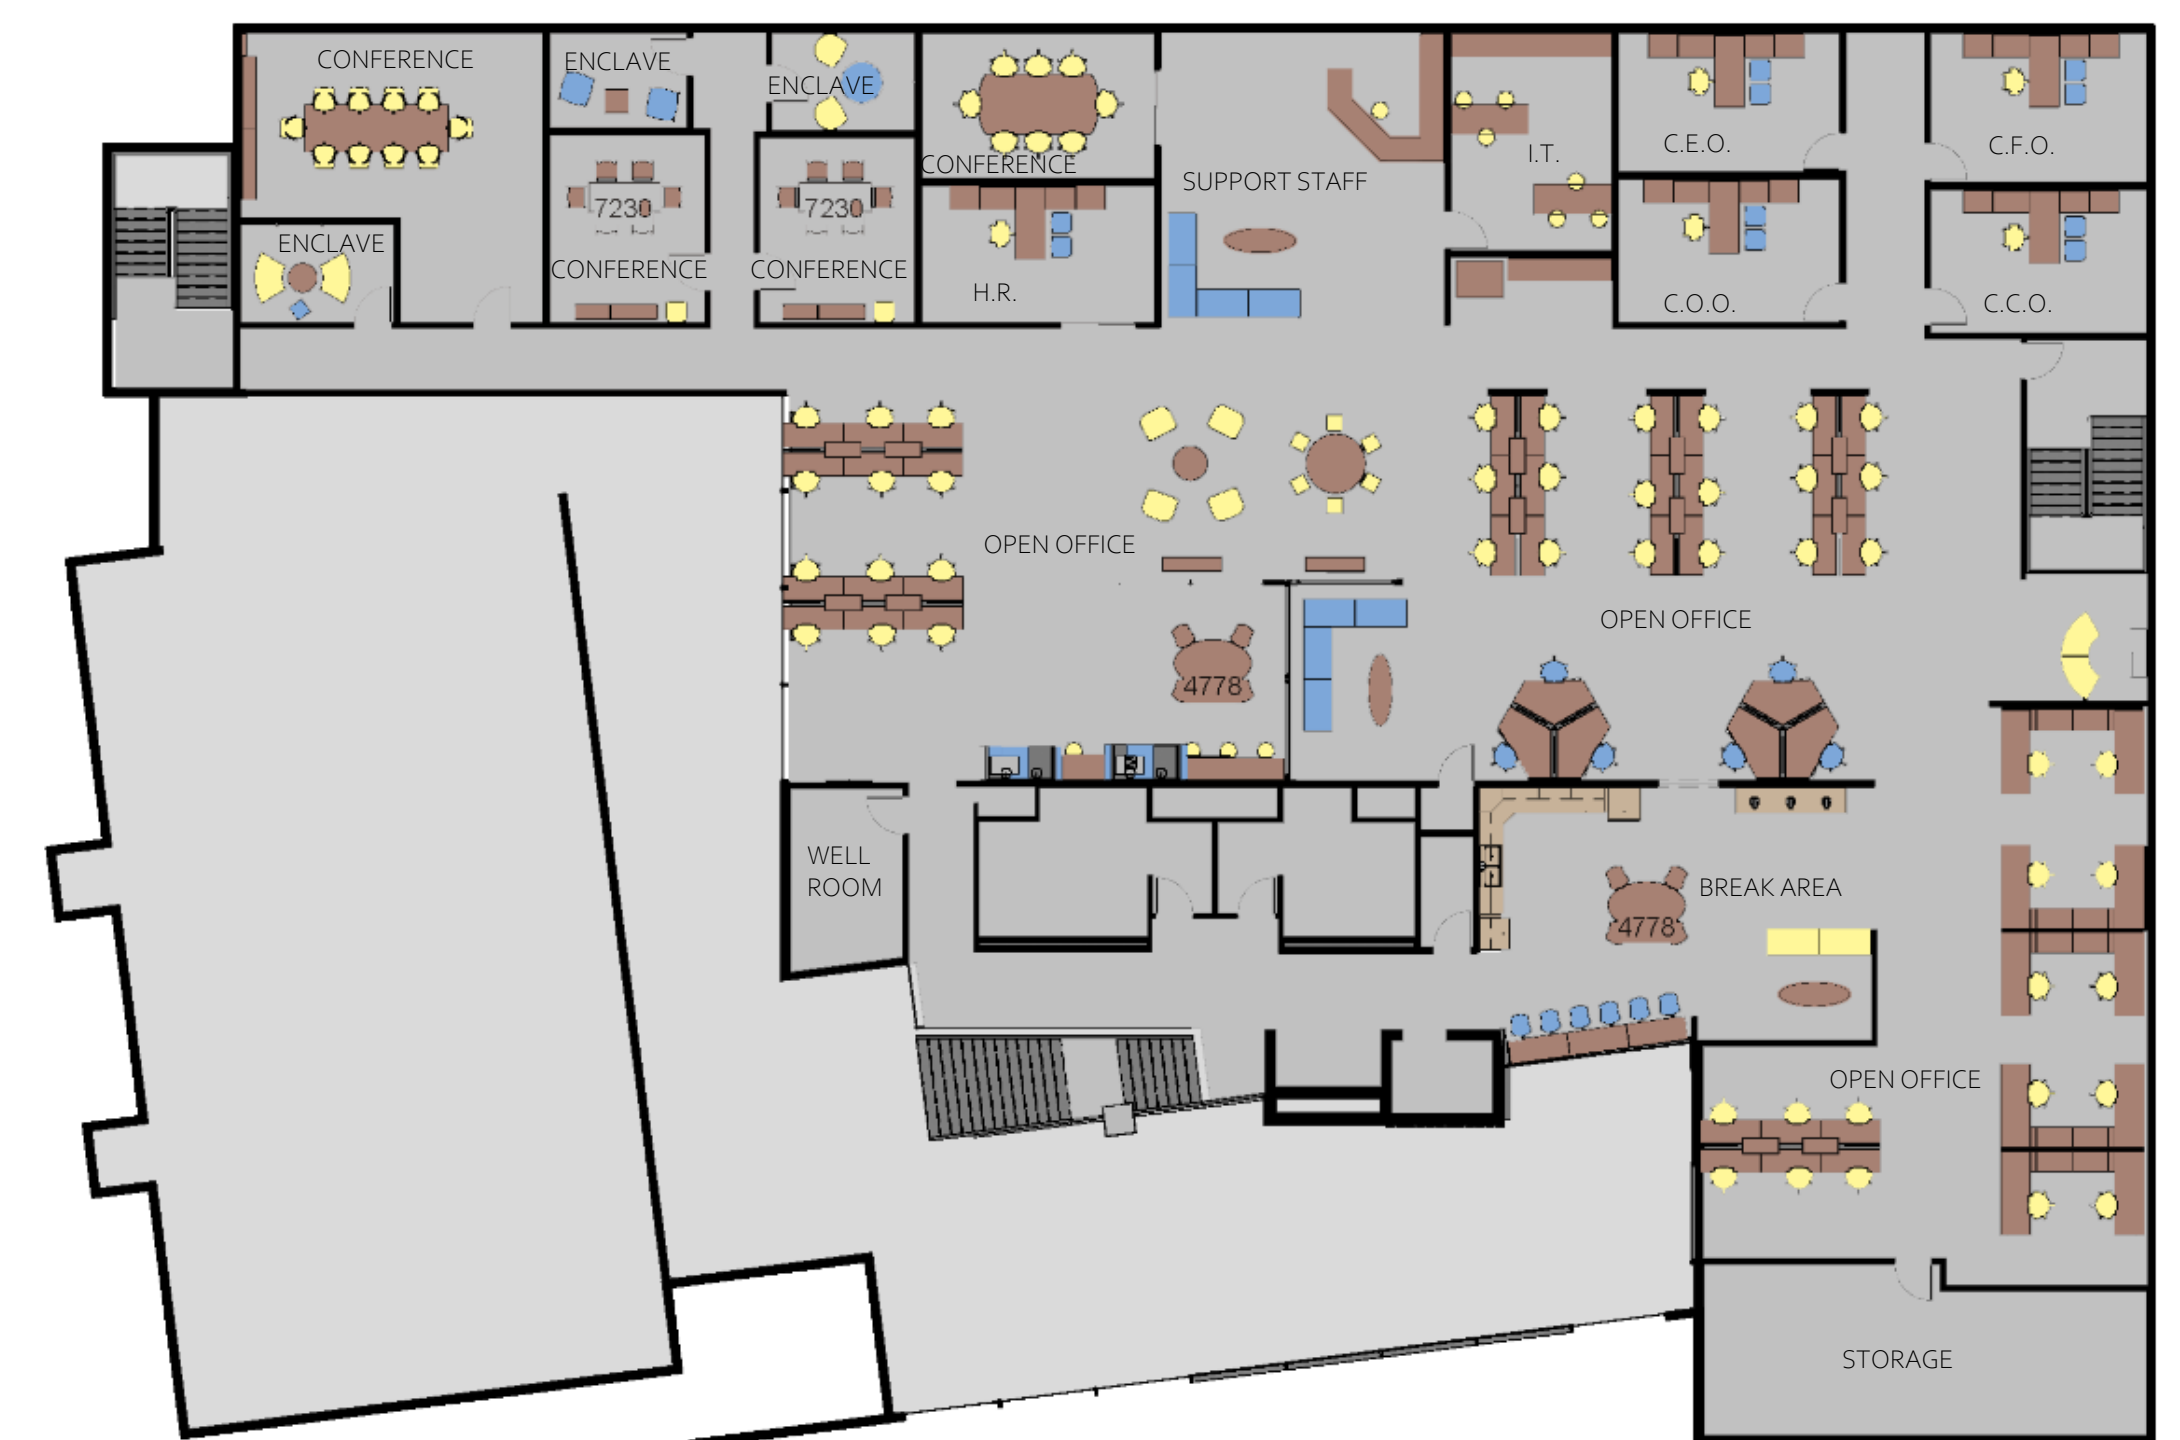 CONFERENCE
ENCLAVE
ENCLAVE
CONFERENCE
SUPPORT STAFF
I.T.
C.E.O.
C.F.O.
7230
7230
ENCLAVE
CONFERENCE
CONFERENCE
H.R.
C.O.O.
C.C.O.
OPEN OFFICE
OPEN OFFICE
4778
WELL
ROOM
BREAK AREA
4778
OPEN OFFICE
STORAGE